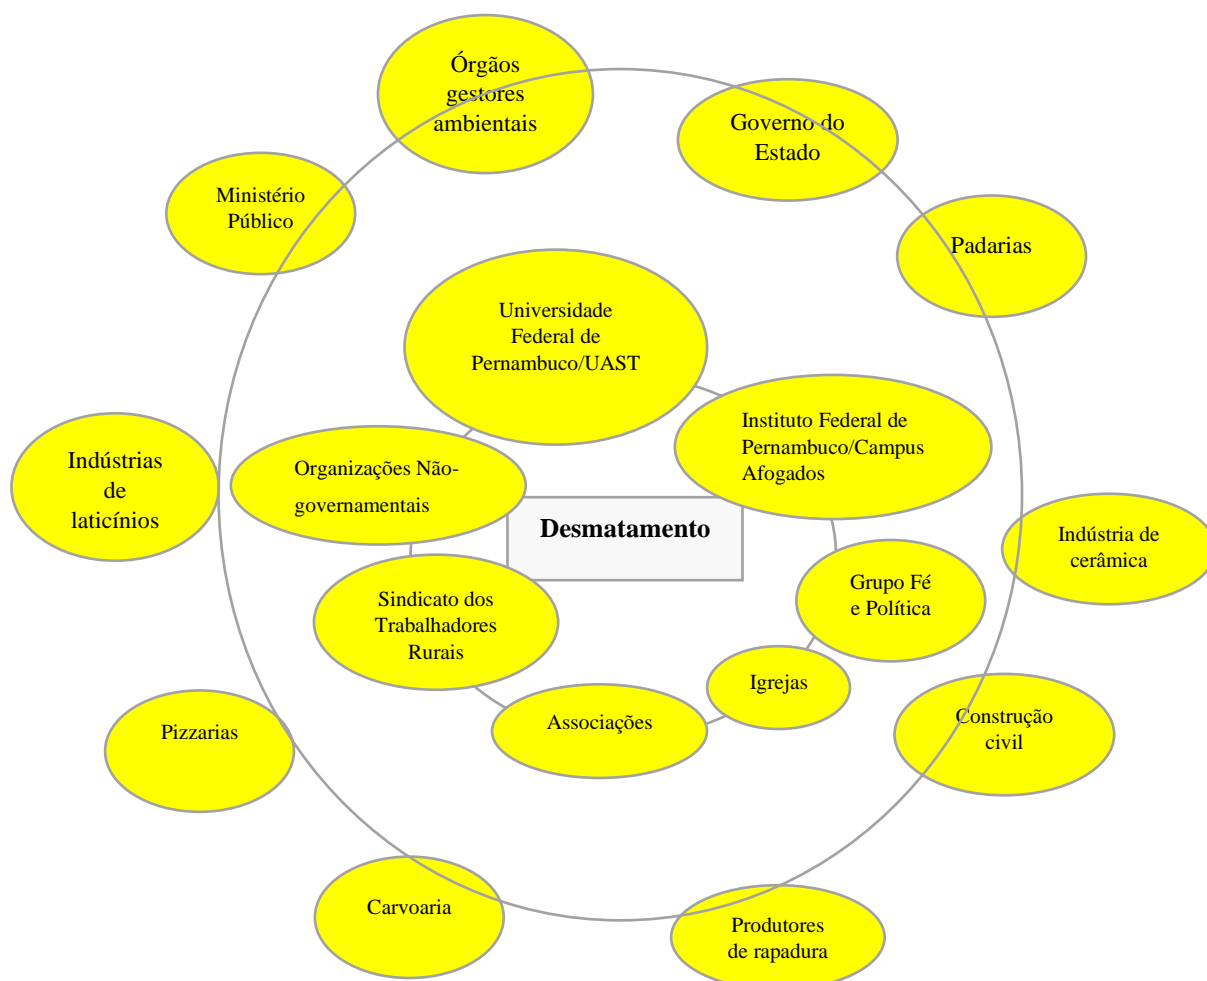 Órgãos
gestores
ambientais
Governo do
Estado
Ministério
Público
Padarias
Universidade
Federal de
Pernambuco/UAST
Instituto Federal de
Pernambuco/Campus
Afogados
Indústrias
de
laticínios
Organizações Não-
governamentais
Desmatamento
Indústria de
cerâmica
Sindicato dos
Trabalhadores
Rurais
Grupo Fé
e Política
Igrejas
Associações
Construção
civil
Pizzarias
Carvoaria
Produtores
de rapadura